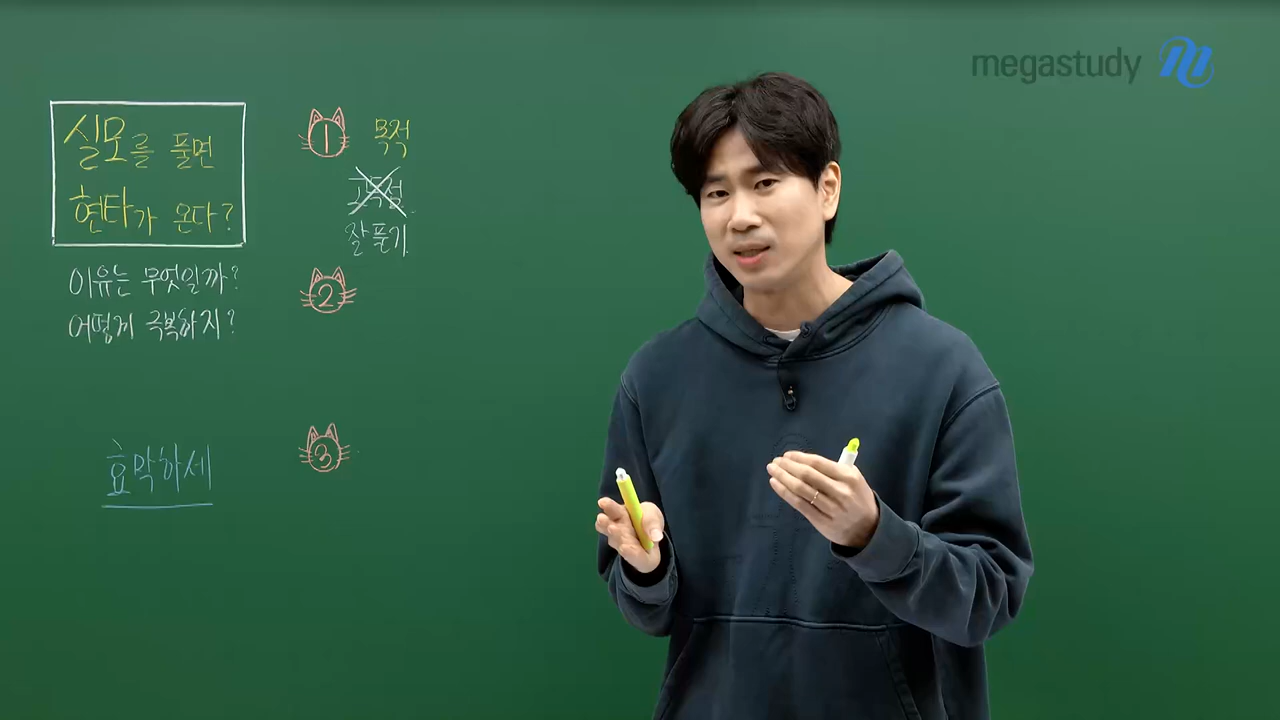 실모를 풀면
현타가 온다?
이유는 무엇일까?
어떻게 극복하지?
효막하세
1 목적
고득점
잘 풀기
2
3
megastudy